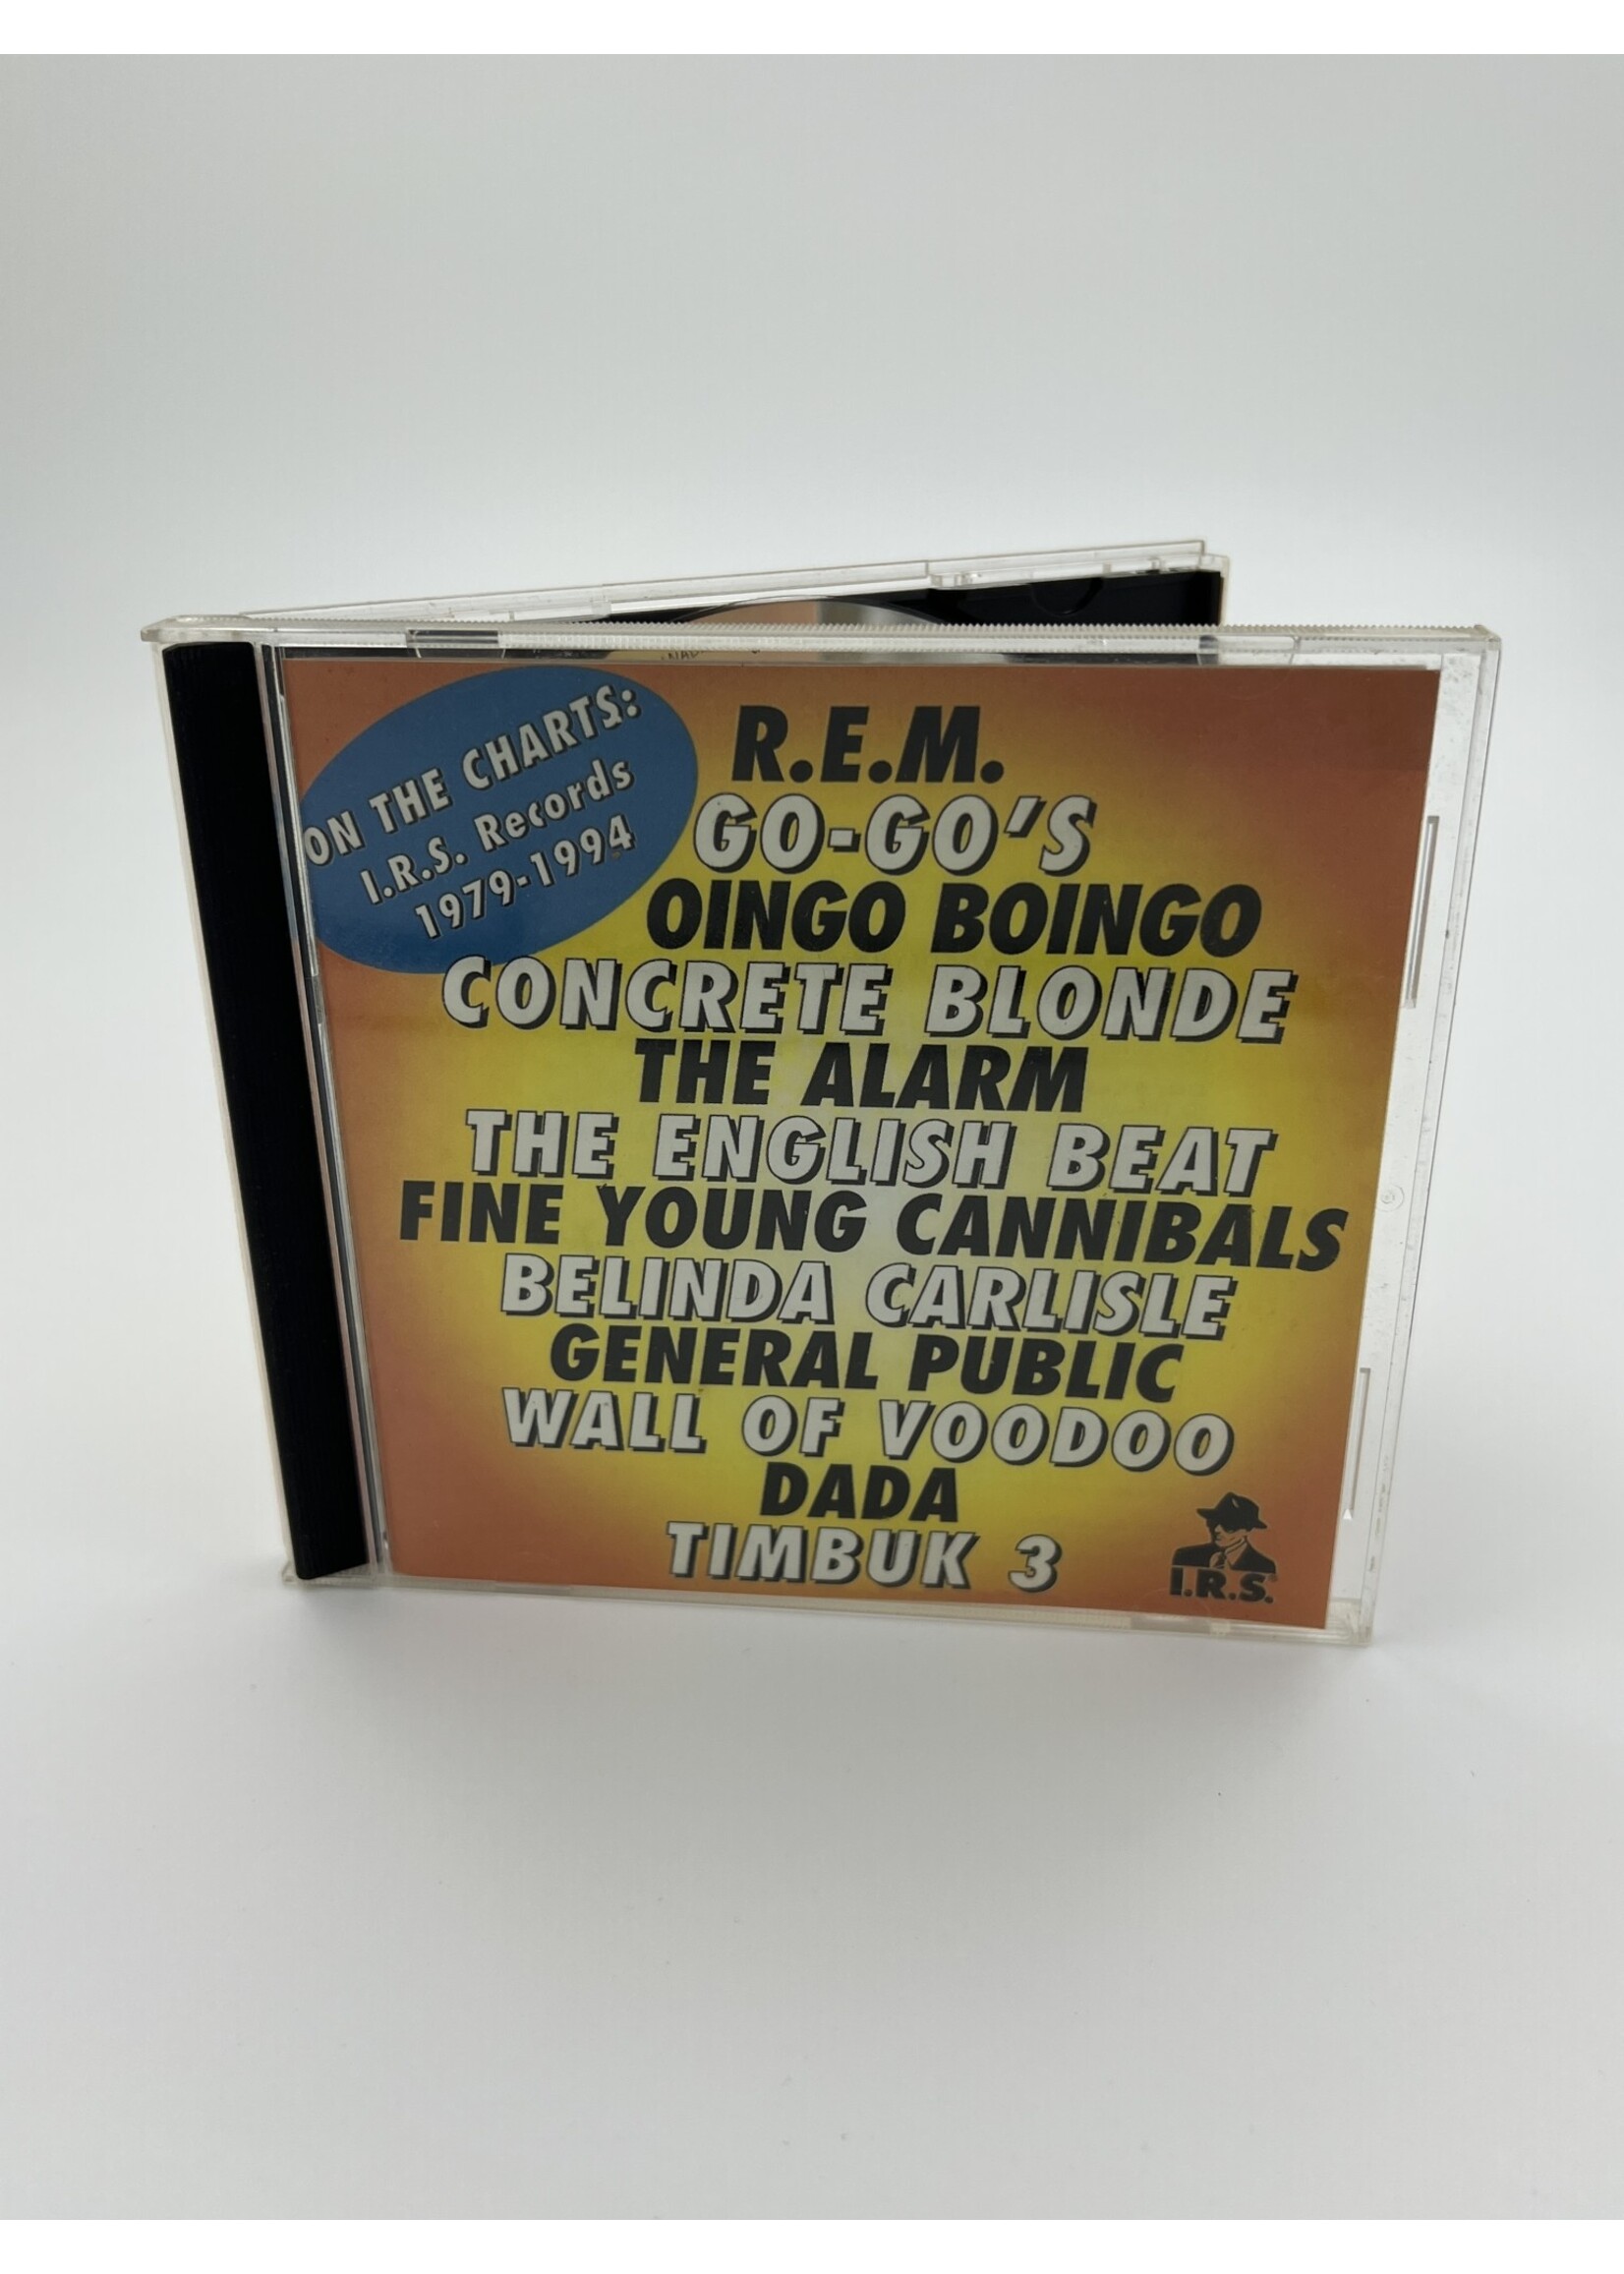 ON THE CHARTS:
I.R.S. Records
1979-1994
R.E.M.
GO-GO'S
OINGO BOINGO
CONCRETE BLONDE
THE ALARM
THE ENGLISH BEAT
FINE YOUNG CANNIBALS
BELINDA CARLISLE
GENERAL PUBLIC
WALL OF VOODOO
DADA
TIMBUK 3
I.R.S.